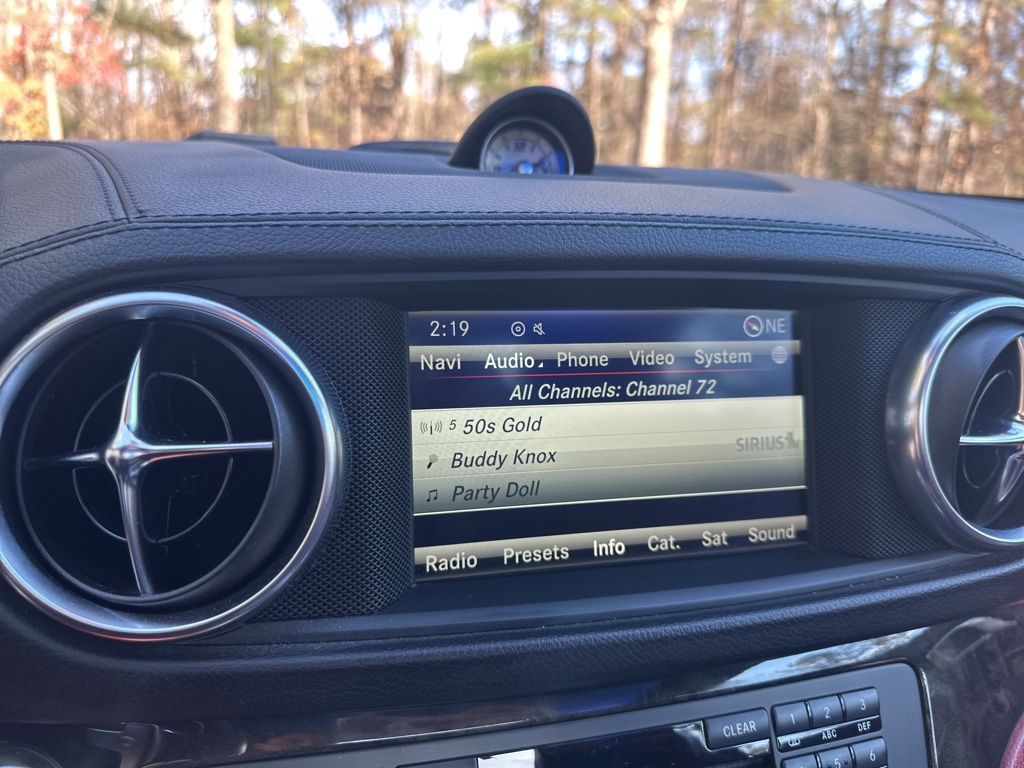 2:19 NE
Navi Audio Phone Video System
All Channels: Channel 72
5 50s Gold
SIRIUS
Buddy Knox
Party Doll
Radio Presets Info Cat. Sat Sound
CLEAR 1 2 3
ABC DEF
5 6